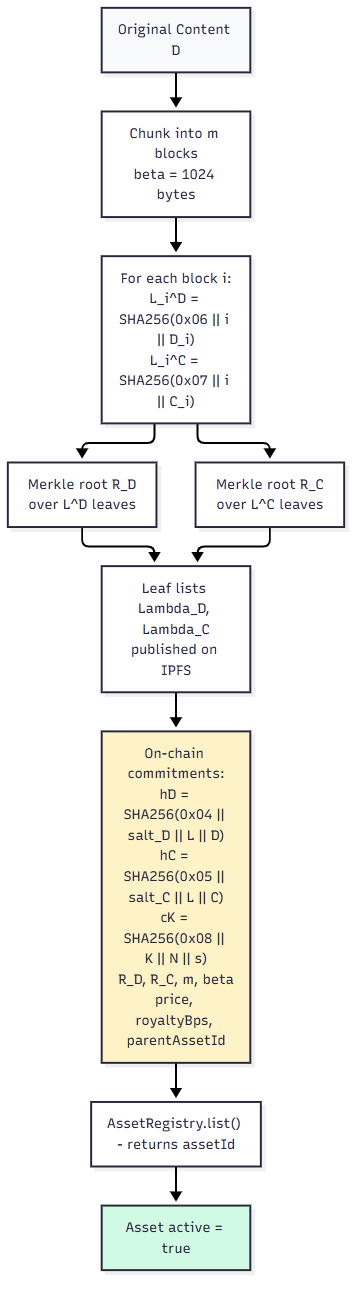 Original Content
D
Chunk into m
blocks
beta = 1024
bytes
For each block i:
L_i^D =
SHA256(0x06 || i
|| D_i)
L_i^C =
SHA256(0x07 || i
|| C_i)
Merkle root R_D
over L^D leaves
Merkle root R_C
over L^C leaves
Leaf lists
Lambda_D,
Lambda_C
published on
IPFS
On-chain
commitments:
hD =
SHA256(0x04 ||
salt_D || L || D)
hC =
SHA256(0x05 ||
salt_C || L || C)
cK =
SHA256(0x08 ||
K || N || s)
R_D, R_C, m, beta
price,
royaltyBps,
parentAssetId
AssetRegistry.list()
- returns assetId
Asset active =
true